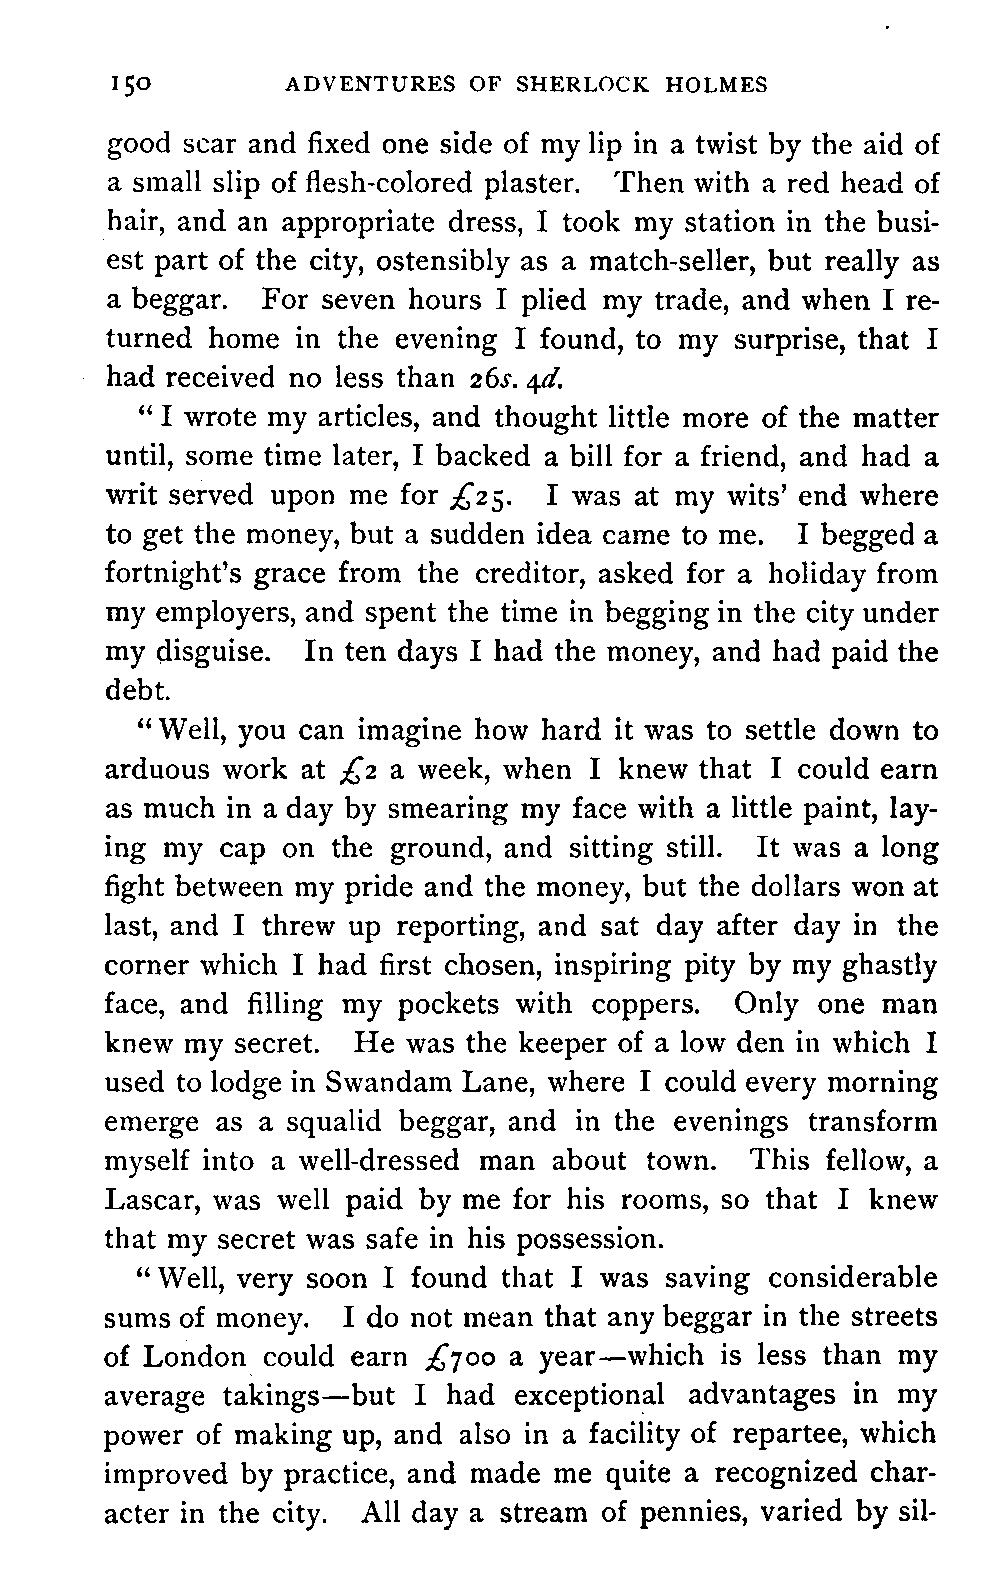 150 ADVENTURES OF SHERLOCK HOLMES
good scar and fixed one side of my lip in a twist by the aid of
a small slip of flesh-colored plaster. Then with a red head of
hair, and an appropriate dress, I took my station in the busi-
est part of the city, ostensibly as a match-seller, but really as
a beggar. For seven hours I plied my trade, and when I re-
turned home in the evening I found, to my surprise, that I
had received no less than 26s. 4d.
“ I wrote my articles, and thought little more of the matter
until, some time later, I backed a bill for a friend, and had a
writ served upon me for £25. I was at my wits’ end where
to get the money, but a sudden idea came to me. I begged a
fortnight’s grace from the creditor, asked for a holiday from
my employers, and spent the time in begging in the city under
my disguise. In ten days I had the money, and had paid the
debt.
“ Well, you can imagine how hard it was to settle down to
arduous work at £2 a week, when I knew that I could earn
as much in a day by smearing my face with a little paint, lay-
ing my cap on the ground, and sitting still. It was a long
fight between my pride and the money, but the dollars won at
last, and I threw up reporting, and sat day after day in the
corner which I had first chosen, inspiring pity by my ghastly
face, and filling my pockets with coppers. Only one man
knew my secret. He was the keeper of a low den in which I
used to lodge in Swandam Lane, where I could every morning
emerge as a squalid beggar, and in the evenings transform
myself into a well-dressed man about town. This fellow, a
Lascar, was well paid by me for his rooms, so that I knew
that my secret was safe in his possession.
“ Well, very soon I found that I was saving considerable
sums of money. I do not mean that any beggar in the streets
of London could earn £700 a year—which is less than my
average takings—but I had exceptional advantages in my
power of making up, and also in a facility of repartee, which
improved by practice, and made me quite a recognized char-
acter in the city. All day a stream of pennies, varied by sil-